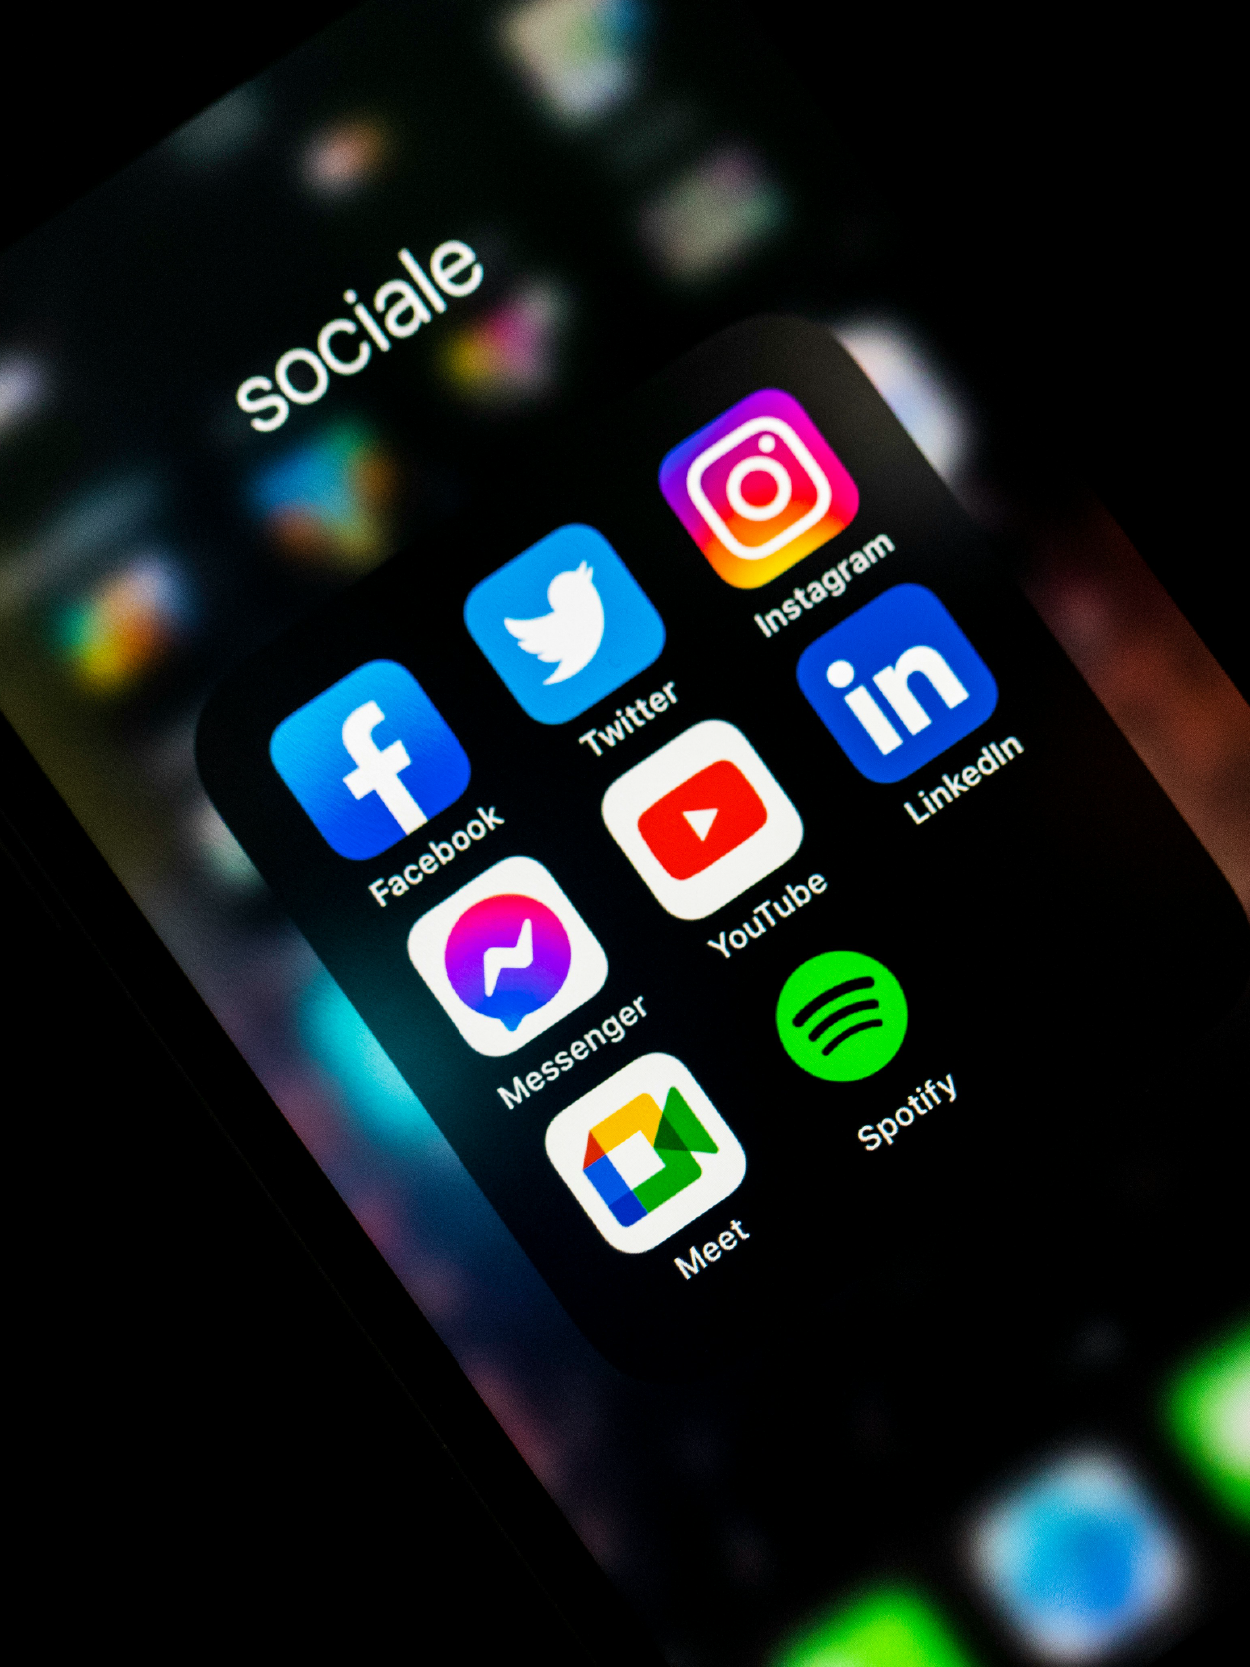 sociale
Facebook
Twitter
Instagram
Messenger
YouTube
LinkedIn
Meet
Spotify